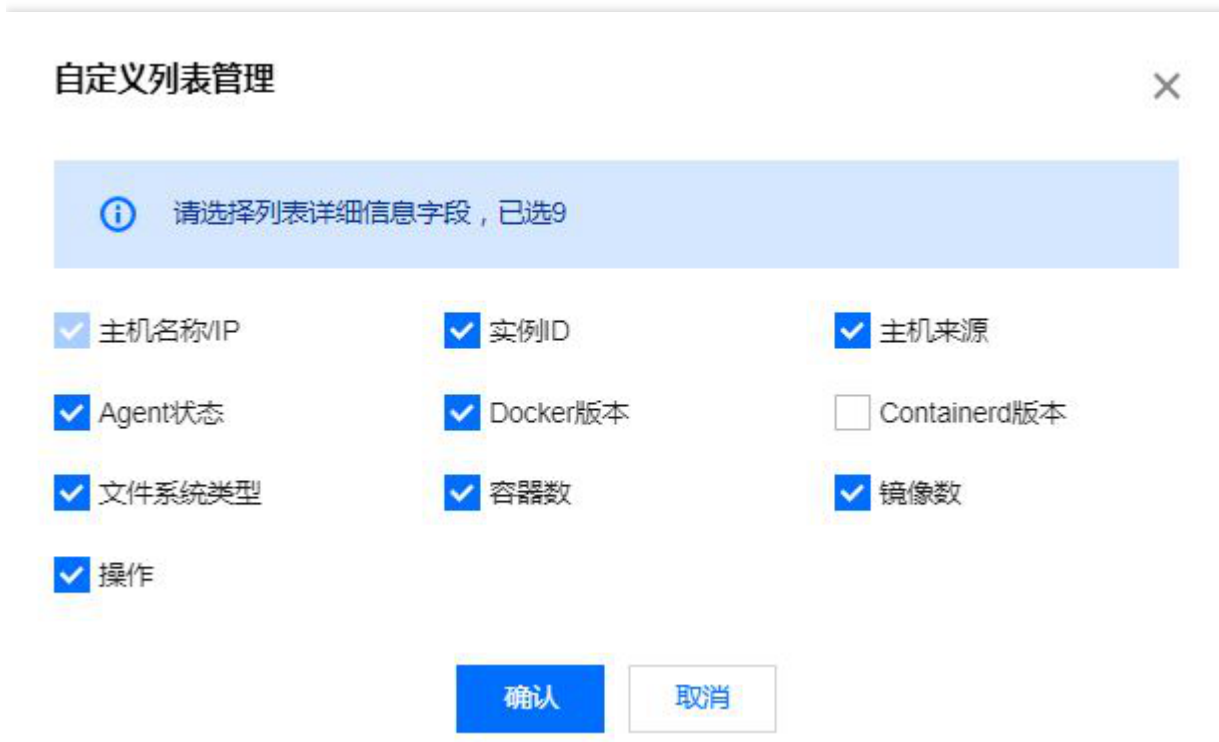 自定义列表管理
请选择列表详细信息字段，已选9
主机名称/IP 实例ID 主机来源
Agent状态 Docker版本 Containerd版本
文件系统类型 容器数 镜像数
操作
确认 取消